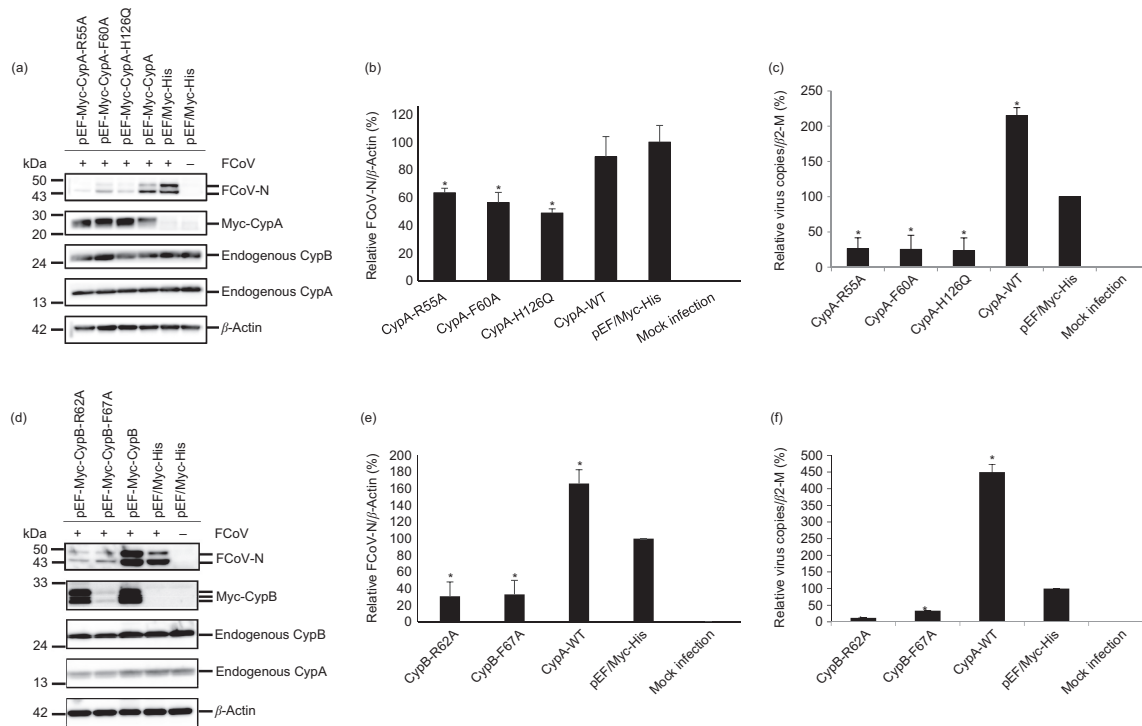 (a)
pEF-Myc-CypA-R55A
pEF-Myc-CypA-F60A
pEF-Myc-CypA-H126Q
pEF-Myc-CypA
pEF/Myc-His
pEF/Myc-His
kDa + + + + + – FCoV
50
43
FCoV-N
30
20
Myc-CypA
24
Endogenous CypB
13
Endogenous CypA
42
β-Actin
(b)
Relative FCoV-N/β-Actin (%)
120
100
80
60
40
20
0
* * *
CypA-R55A
CypA-F60A
CypA-H126Q
CypA-WT
pEF/Myc-His
Mock infection
(c)
Relative virus copies/β2-M (%)
250
200
150
100
50
0
* * * *
CypA-R55A
CypA-F60A
CypA-H126Q
CypA-WT
pEF/Myc-His
Mock infection
(d)
pEF-Myc-CypB-R62A
pEF-Myc-CypB-F67A
pEF-Myc-CypB
pEF/Myc-His
pEF/Myc-His
kDa + + + + – FCoV
50
43
FCoV-N
33
Myc-CypB
24
Endogenous CypB
13
Endogenous CypA
42
β-Actin
(e)
Relative FCoV-N/β-Actin (%)
200
180
160
140
120
100
80
60
40
20
0
* * *
CypB-R62A
CypB-F67A
CypA-WT
pEF/Myc-His
Mock infection
(f)
Relative virus copies/β2-M (%)
500
450
400
350
300
250
200
150
100
50
0
* *
CypB-R62A
CypB-F67A
CypA-WT
pEF/Myc-His
Mock infection